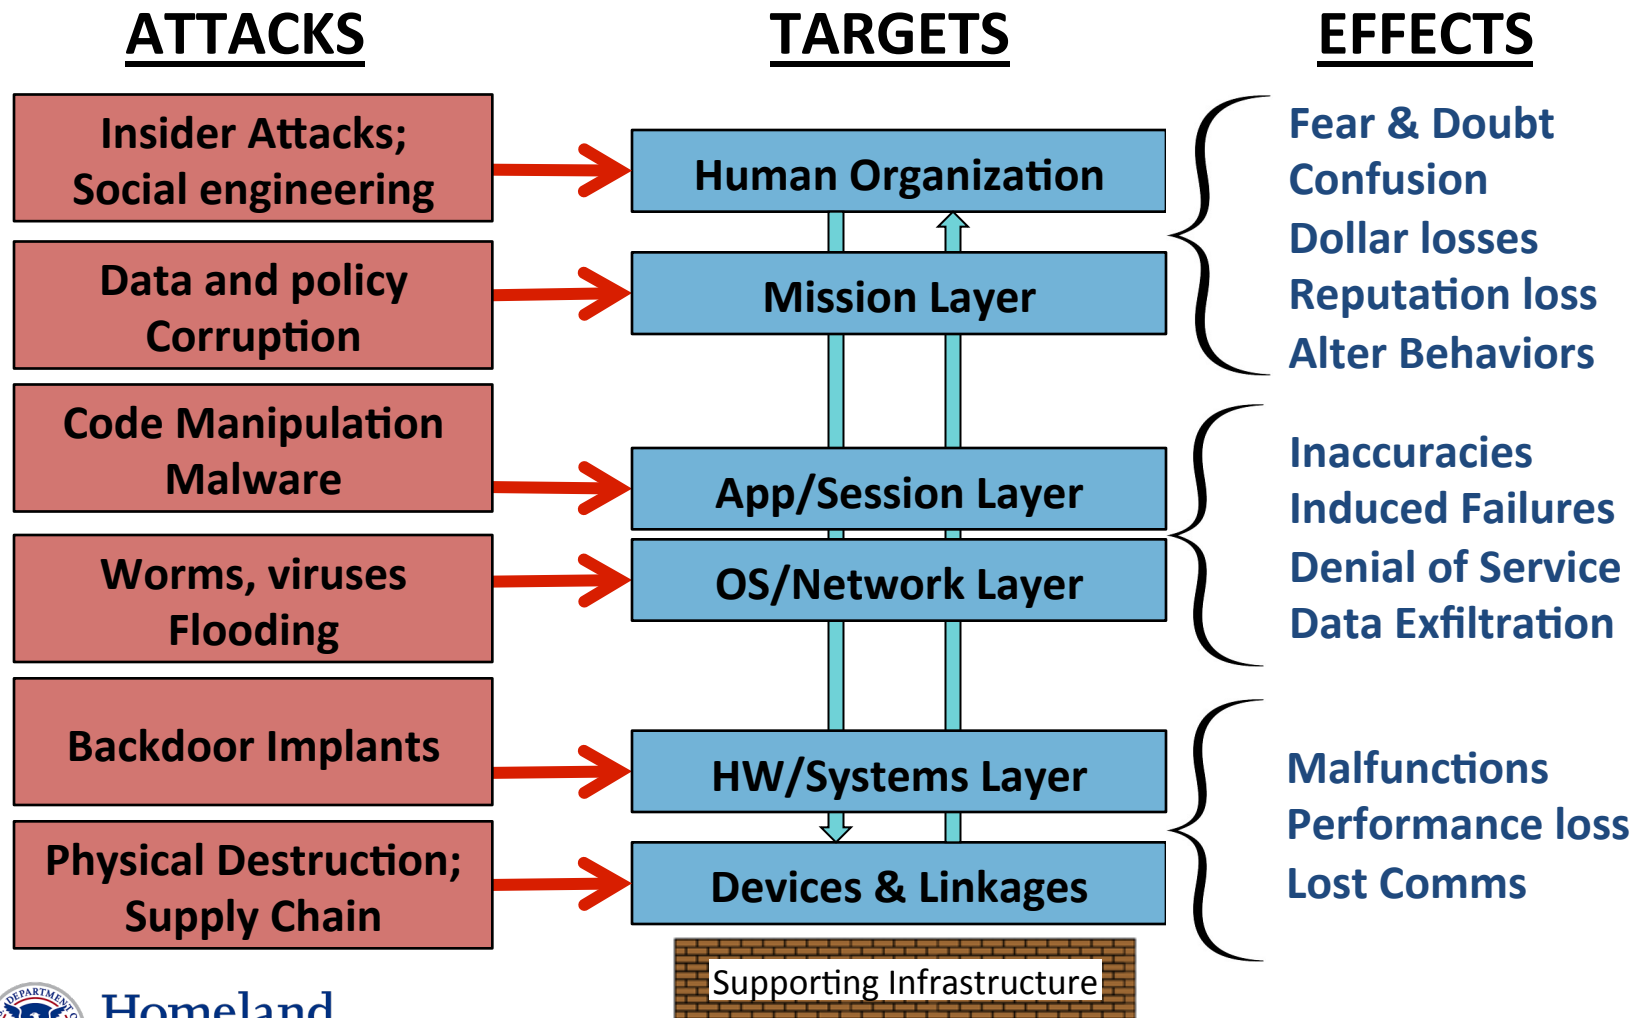 ATTACKS
TARGETS
EFFECTS
Insider Attacks;
Social engineering
Data and policy
Corruption
Code Manipulation
Malware
Worms, viruses
Flooding
Backdoor Implants
Physical Destruction;
Supply Chain
Human Organization
Mission Layer
App/Session Layer
OS/Network Layer
HW/Systems Layer
Devices & Linkages
Supporting Infrastructure
Fear & Doubt
Confusion
Dollar losses
Reputation loss
Alter Behaviors
Inaccuracies
Induced Failures
Denial of Service
Data Exfiltration
Malfunctions
Performance loss
Lost Comms
DEPARTMENT
Homeland